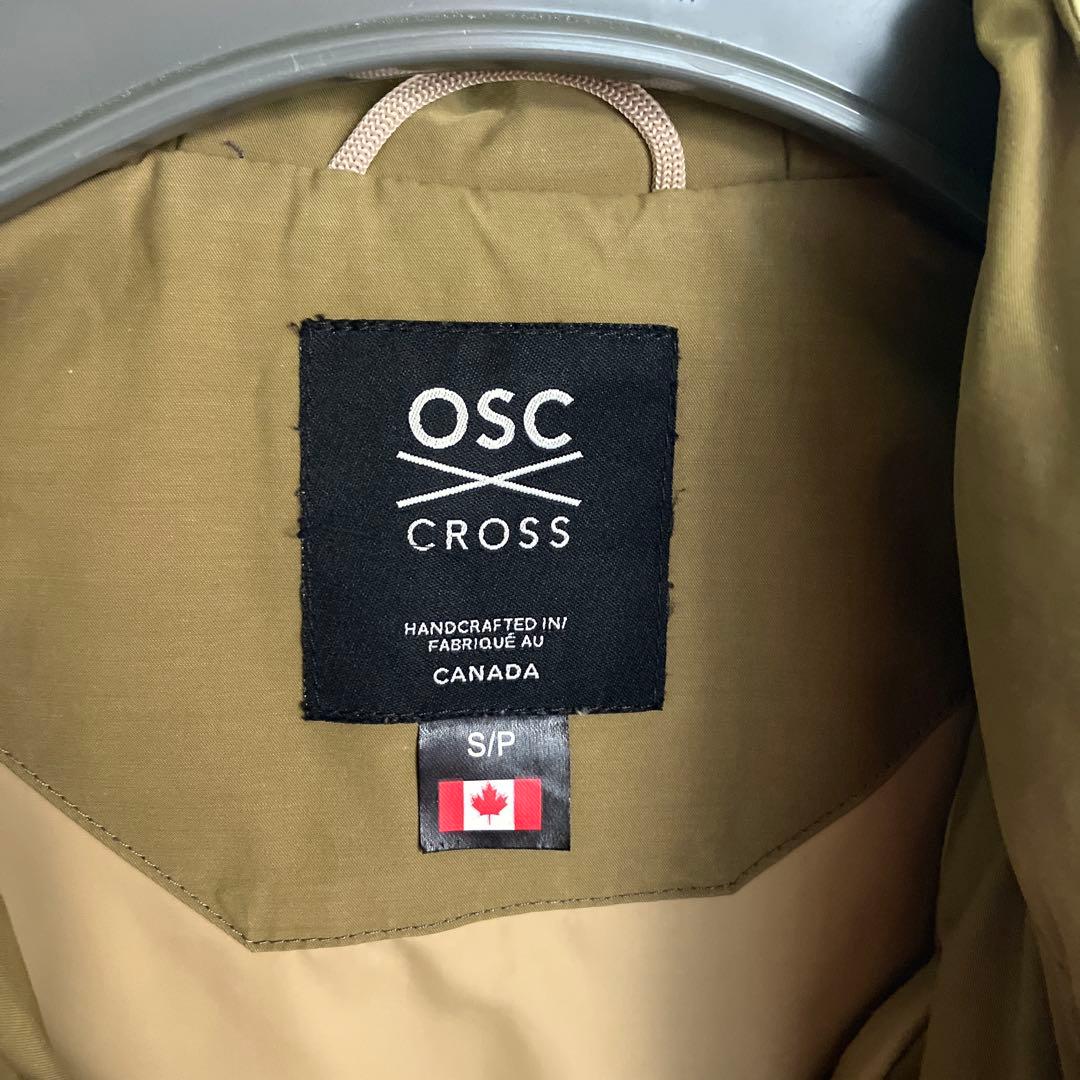 OSC
CROSS
HANDCRAFTED IN/
FABRIQUÉ AU
CANADA
S/P